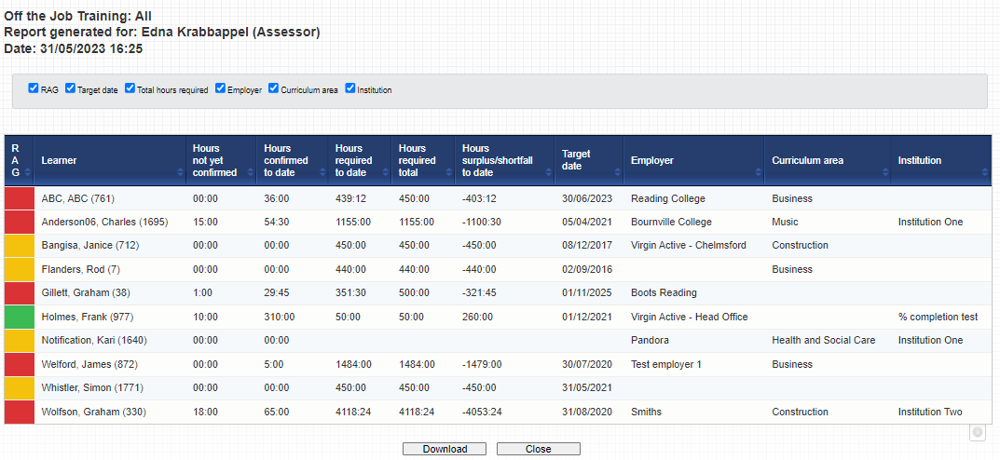 Off the Job Training: All
Report generated for: Edna Krabbappel (Assessor)
Date: 31/05/2023 16:25
RAG Target date Total hours required Employer Curriculum area Institution
RAG Learner Hours not yet confirmed Hours confirmed to date Hours required to date Hours required total Hours surplus/shortfall to date Target date Employer Curriculum area Institution
ABC, ABC (761) 00:00 36:00 439:12 450:00 -403:12 30/06/2023 Reading College Business
Anderson06, Charles (1695) 15:00 54:30 1155:00 1155:00 -1100:30 05/04/2021 Bournville College Music Institution One
Bangisa, Janice (712) 00:00 00:00 450:00 450:00 -450:00 08/12/2017 Virgin Active - Chelmsford Construction
Flanders, Rod (7) 00:00 00:00 440:00 440:00 -440:00 02/09/2016 Business
Gillett, Graham (38) 1:00 29:45 351:30 500:00 -321:45 01/11/2025 Boots Reading
Holmes, Frank (977) 10:00 310:00 50:00 50:00 260:00 01/12/2021 Virgin Active - Head Office % completion test
Notification, Kari (1640) 00:00 00:00 Pandora Health and Social Care Institution One
Welford, James (872) 00:00 5:00 1484:00 1484:00 -1479:00 30/07/2020 Test employer 1 Business
Whistler, Simon (1771) 00:00 00:00 450:00 450:00 -450:00 31/05/2021
Wolfson, Graham (330) 18:00 65:00 4118:24 4118:24 -4053:24 31/08/2020 Smiths Construction Institution Two
Download Close